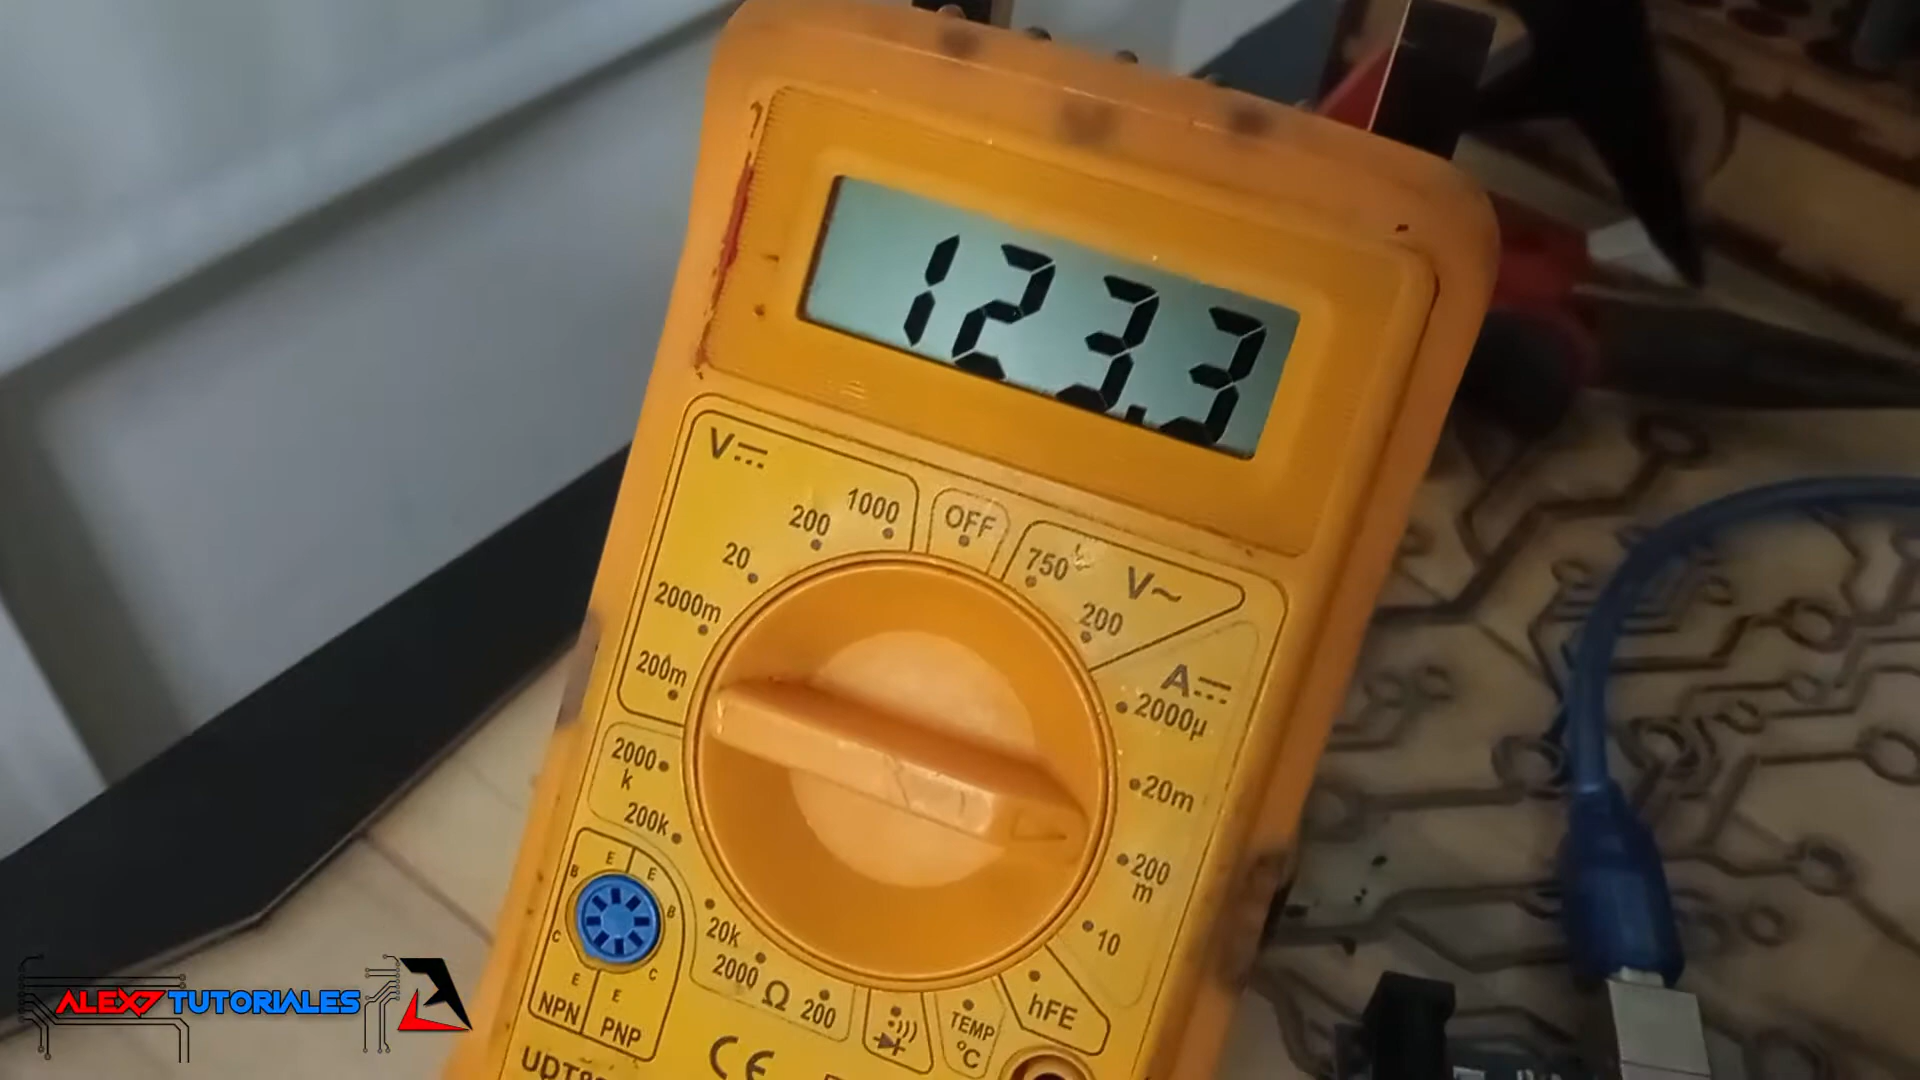 123.3
V⎓
OFF
V~
1000
200
20
2000m
200m
750
200
A⎓
2000µ
20m
200
m
10
2000
k
200k
20k
2000
Ω
200
TEMP
°C
hFE
E
E
B
B
C
C
E
E
NPN
PNP
CE
ALEX7 TUTORIALES